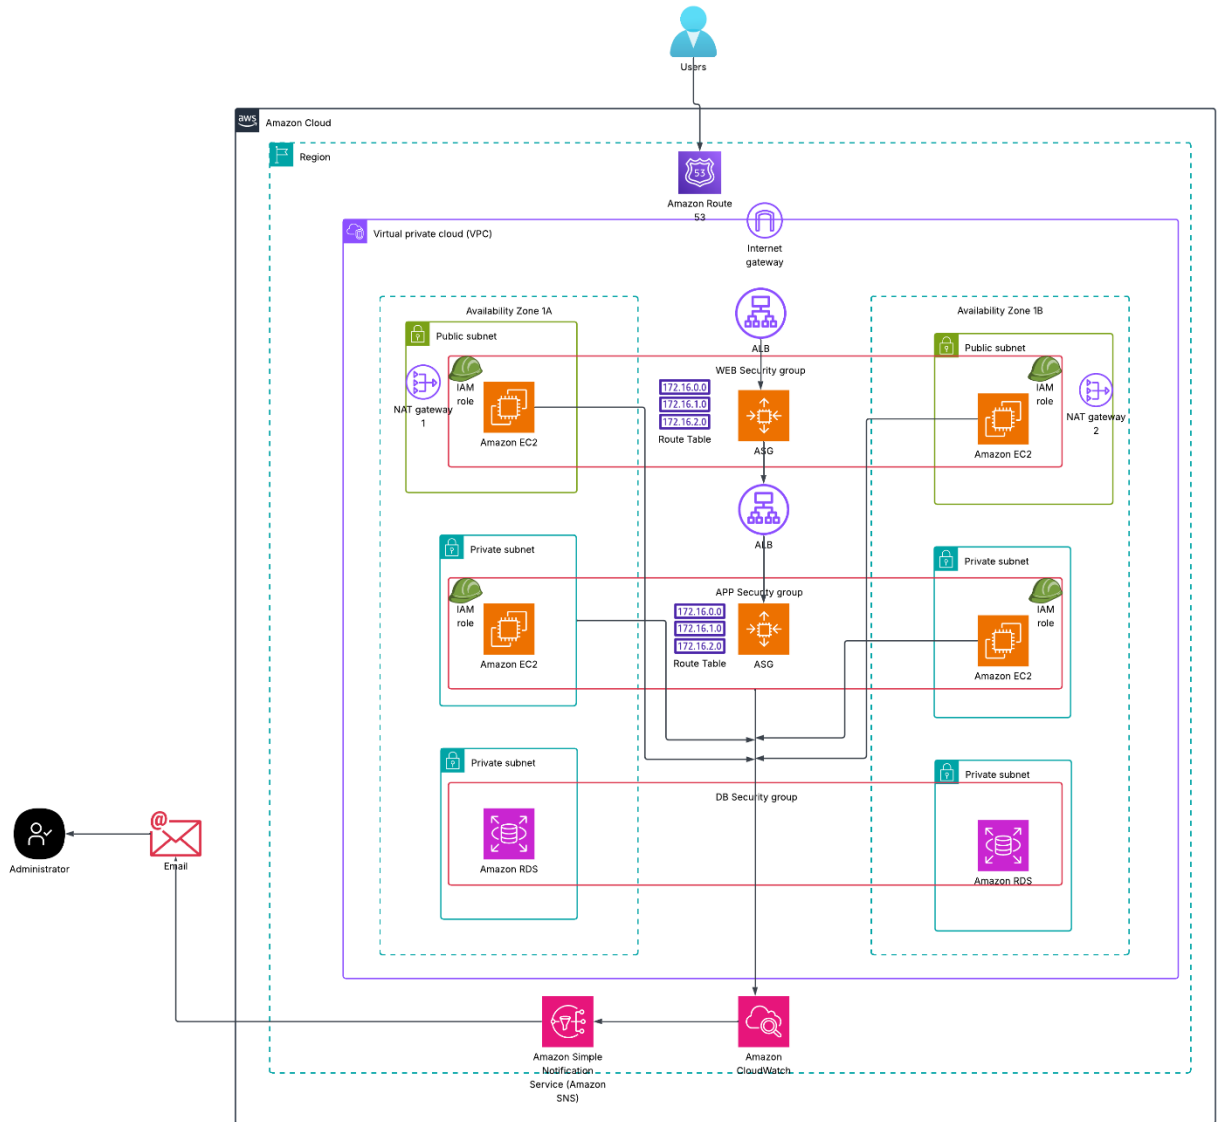 Users
aws
Amazon Cloud
Region
53
Amazon Route
53
Virtual private cloud (VPC)
Internet
gateway
Availability Zone 1A
Availability Zone 1B
Public subnet
Public subnet
ALB
WEB Security group
IAM
role
NAT gateway
1
Amazon EC2
172.16.0.0
172.16.1.0
172.16.2.0
Route Table
ASG
IAM
role
NAT gateway
2
Amazon EC2
ALB
Private subnet
Private subnet
APP Security group
IAM
role
Amazon EC2
172.16.0.0
172.16.1.0
172.16.2.0
Route Table
ASG
IAM
role
Amazon EC2
Private subnet
Private subnet
DB Security group
Amazon RDS
Amazon RDS
@
Administrator
Email
Amazon Simple
Notification
Service (Amazon
SNS)
Amazon
CloudWatch